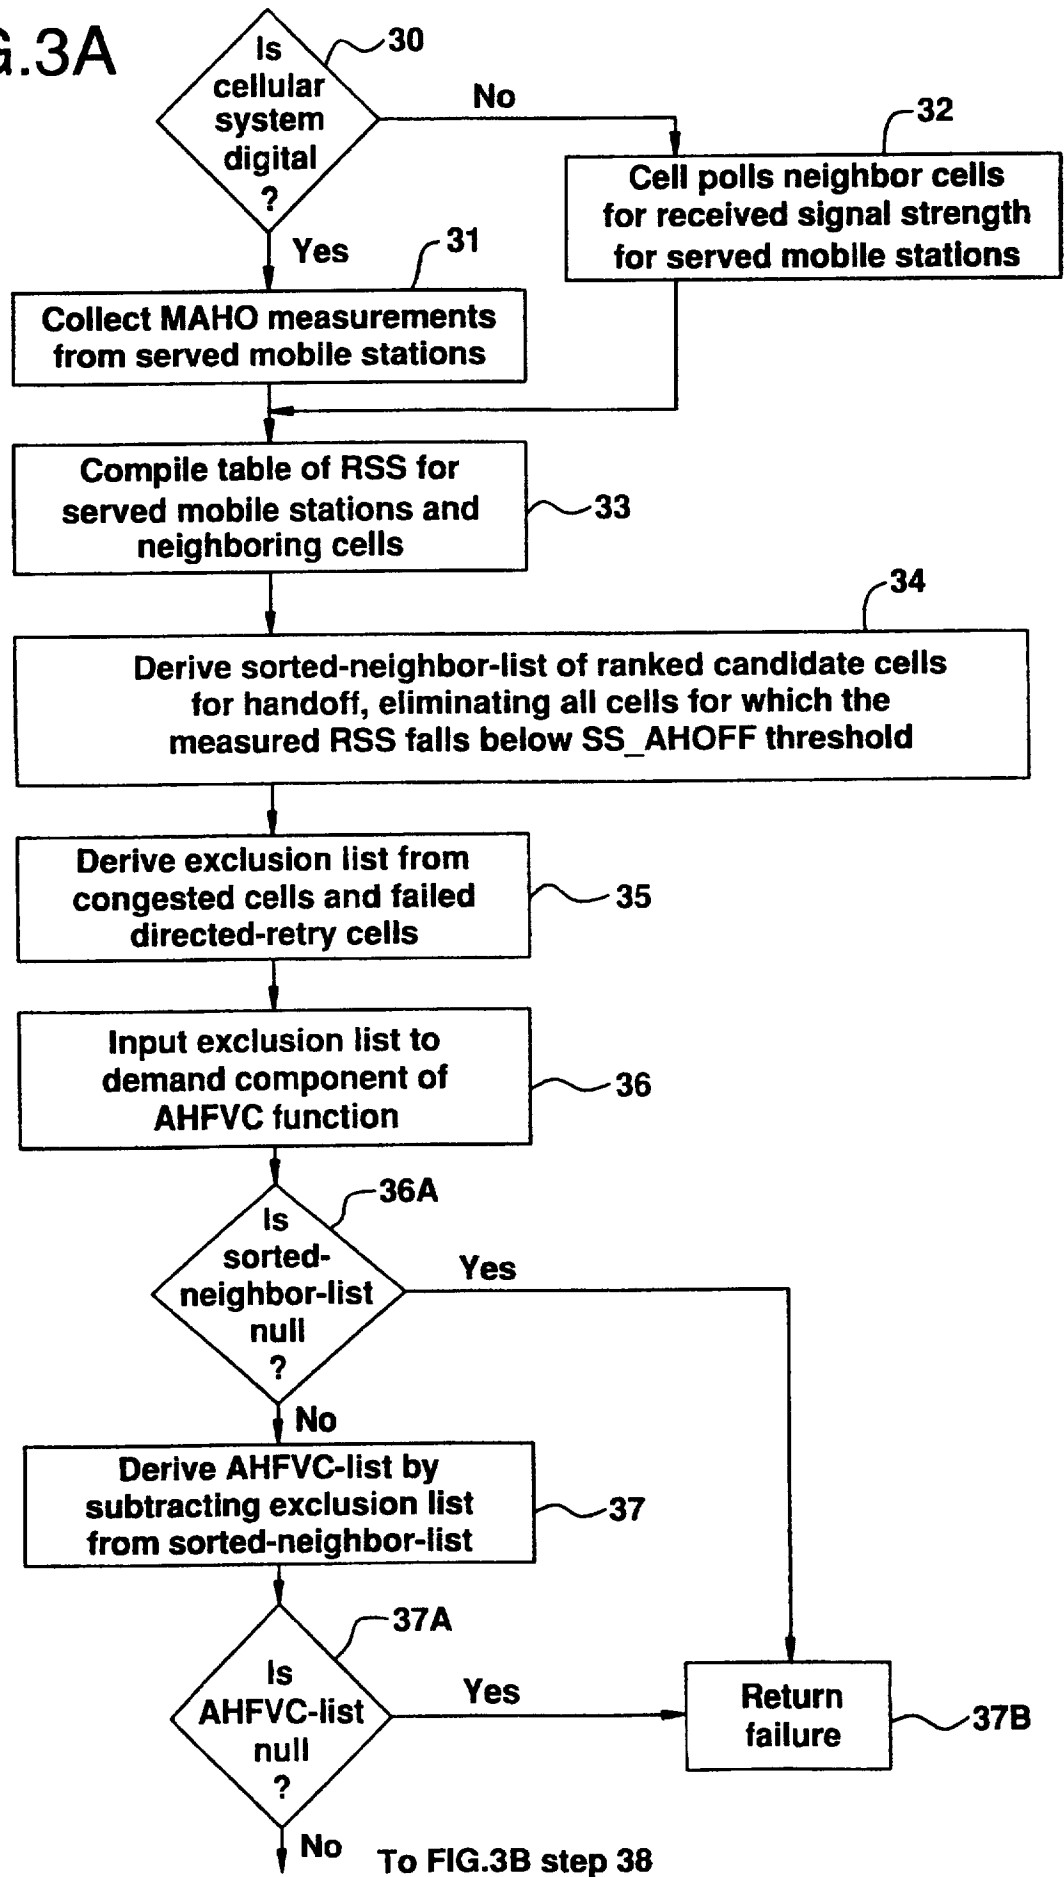 G.3A
Is
cellular
system
digital
?
30
No
Yes
32
Cell polls neighbor cells
for received signal strength
for served mobile stations
31
Collect MAHO measurements
from served mobile stations
Compile table of RSS for
served mobile stations and
neighboring cells
33
34
Derive sorted-neighbor-list of ranked candidate cells
for handoff, eliminating all cells for which the
measured RSS falls below SS_AHOFF threshold
Derive exclusion list from
congested cells and failed
directed-retry cells
35
Input exclusion list to
demand component of
AHFVC function
36
36A
Is
sorted-
neighbor-list
null
?
Yes
No
Derive AHFVC-list by
subtracting exclusion list
from sorted-neighbor-list
37
37A
Is
AHFVC-list
null
?
Yes
Return
failure
37B
No
To FIG.3B step 38